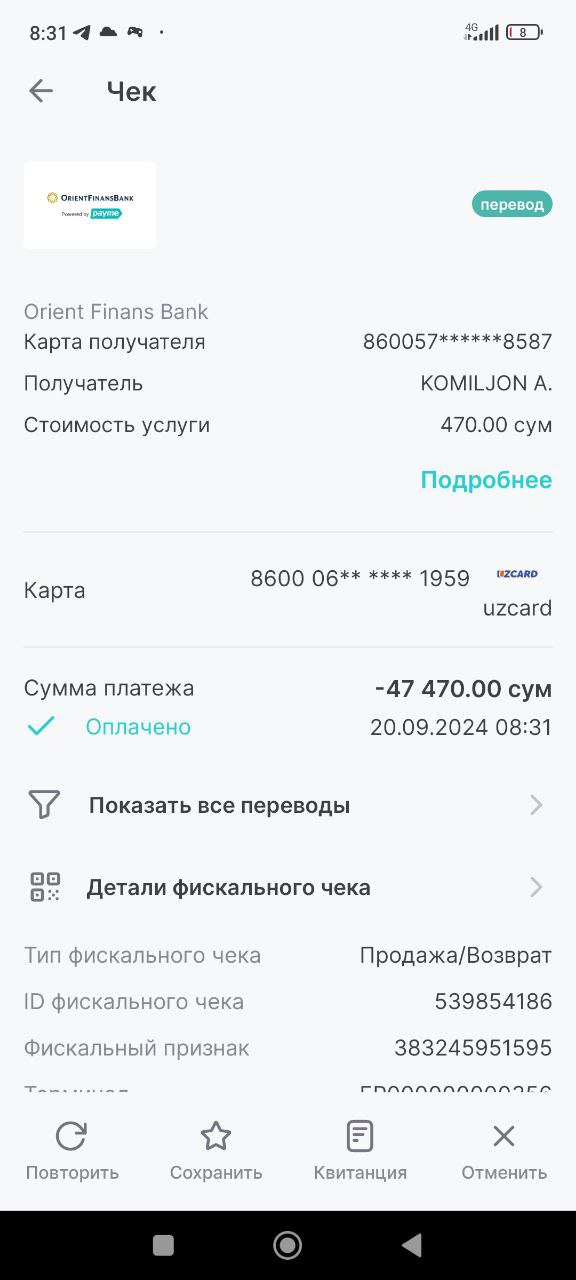 8:31
4G
8
Чек
ORIENTFINANSBANK
Powered by payme
перевод
Orient Finans Bank
Карта получателя 860057******8587
Получатель KOMILJON A.
Стоимость услуги 470.00 сум
Подробнее
Карта 8600 06** **** 1959 UZCARD
uzcard
Сумма платежа -47 470.00 сум
Оплачено 20.09.2024 08:31
Показать все переводы
Детали фискального чека
Тип фискального чека Продажа/Возврат
ID фискального чека 539854186
Фискальный признак 383245951595
Повторить Сохранить Квитанция Отменить